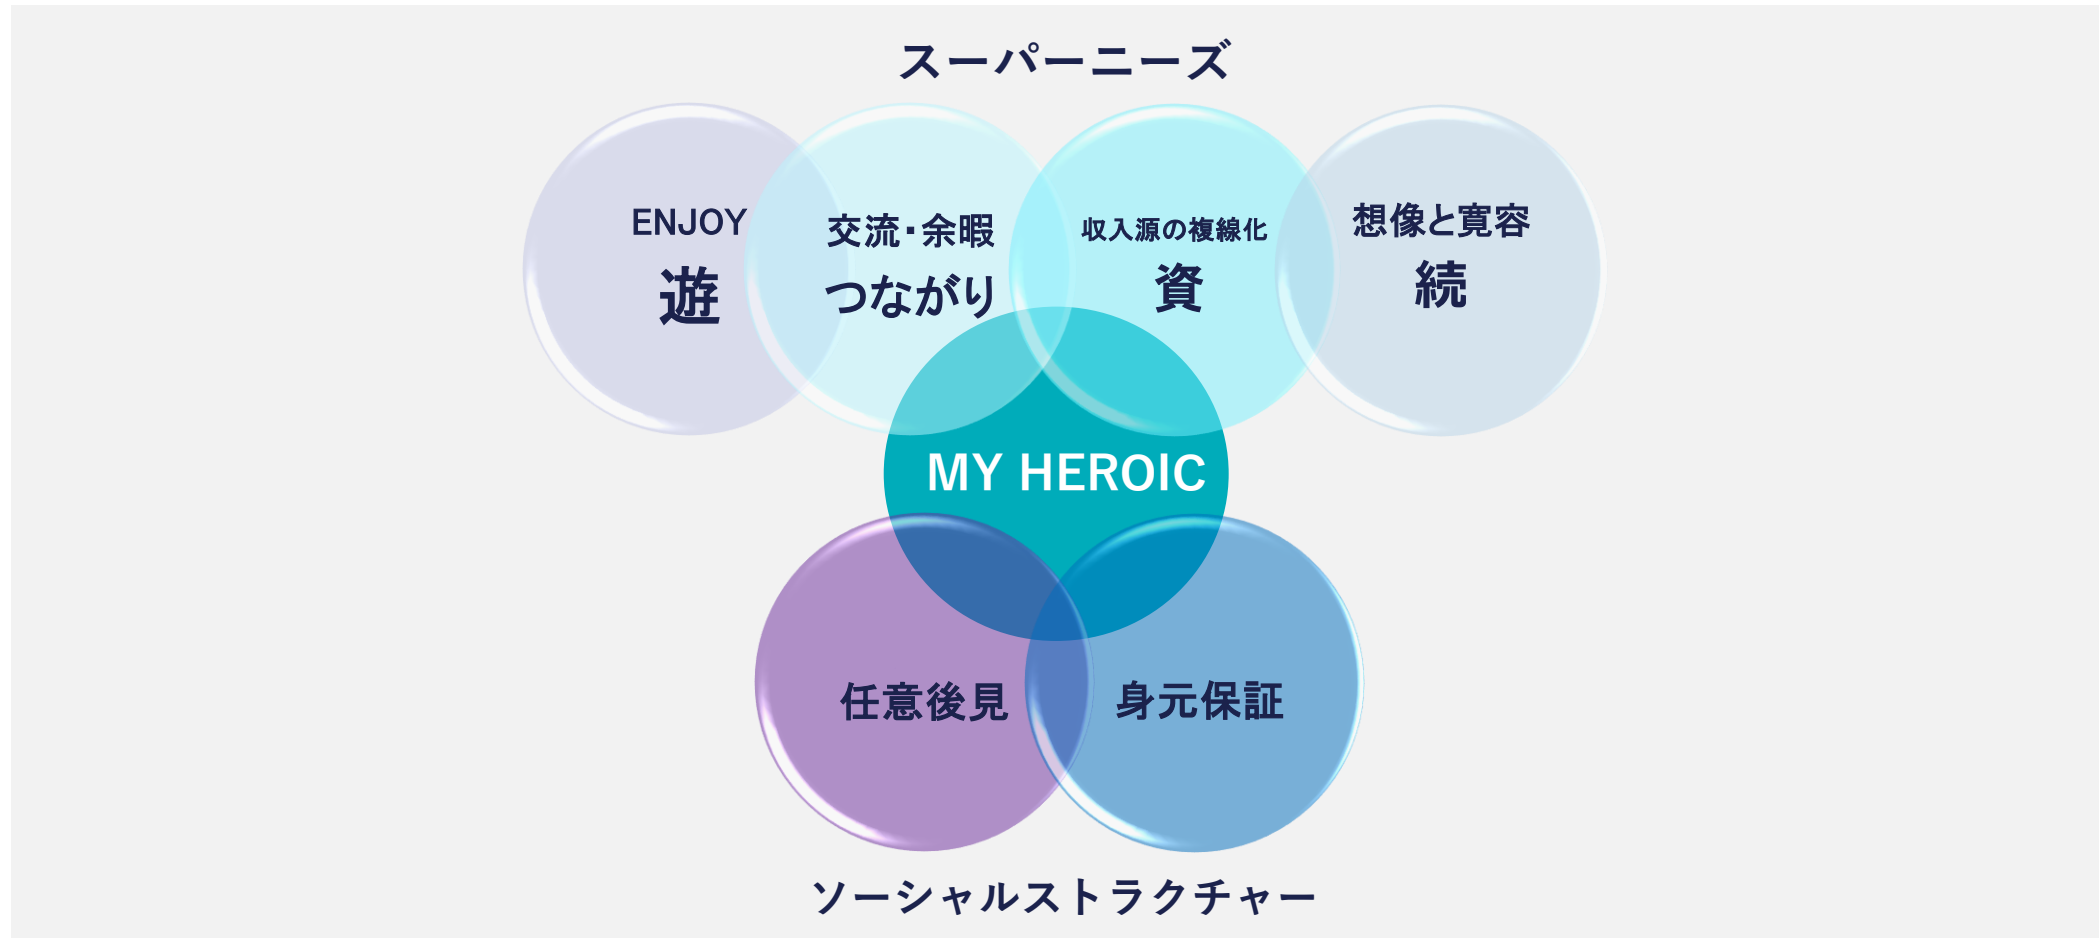 スーパーニーズ
ENJOY
遊
交流・余暇
つながり
収入源の複線化
資
想像と寛容
続
MY HEROIC
任意後見
身元保証
ソーシャルストラクチャー